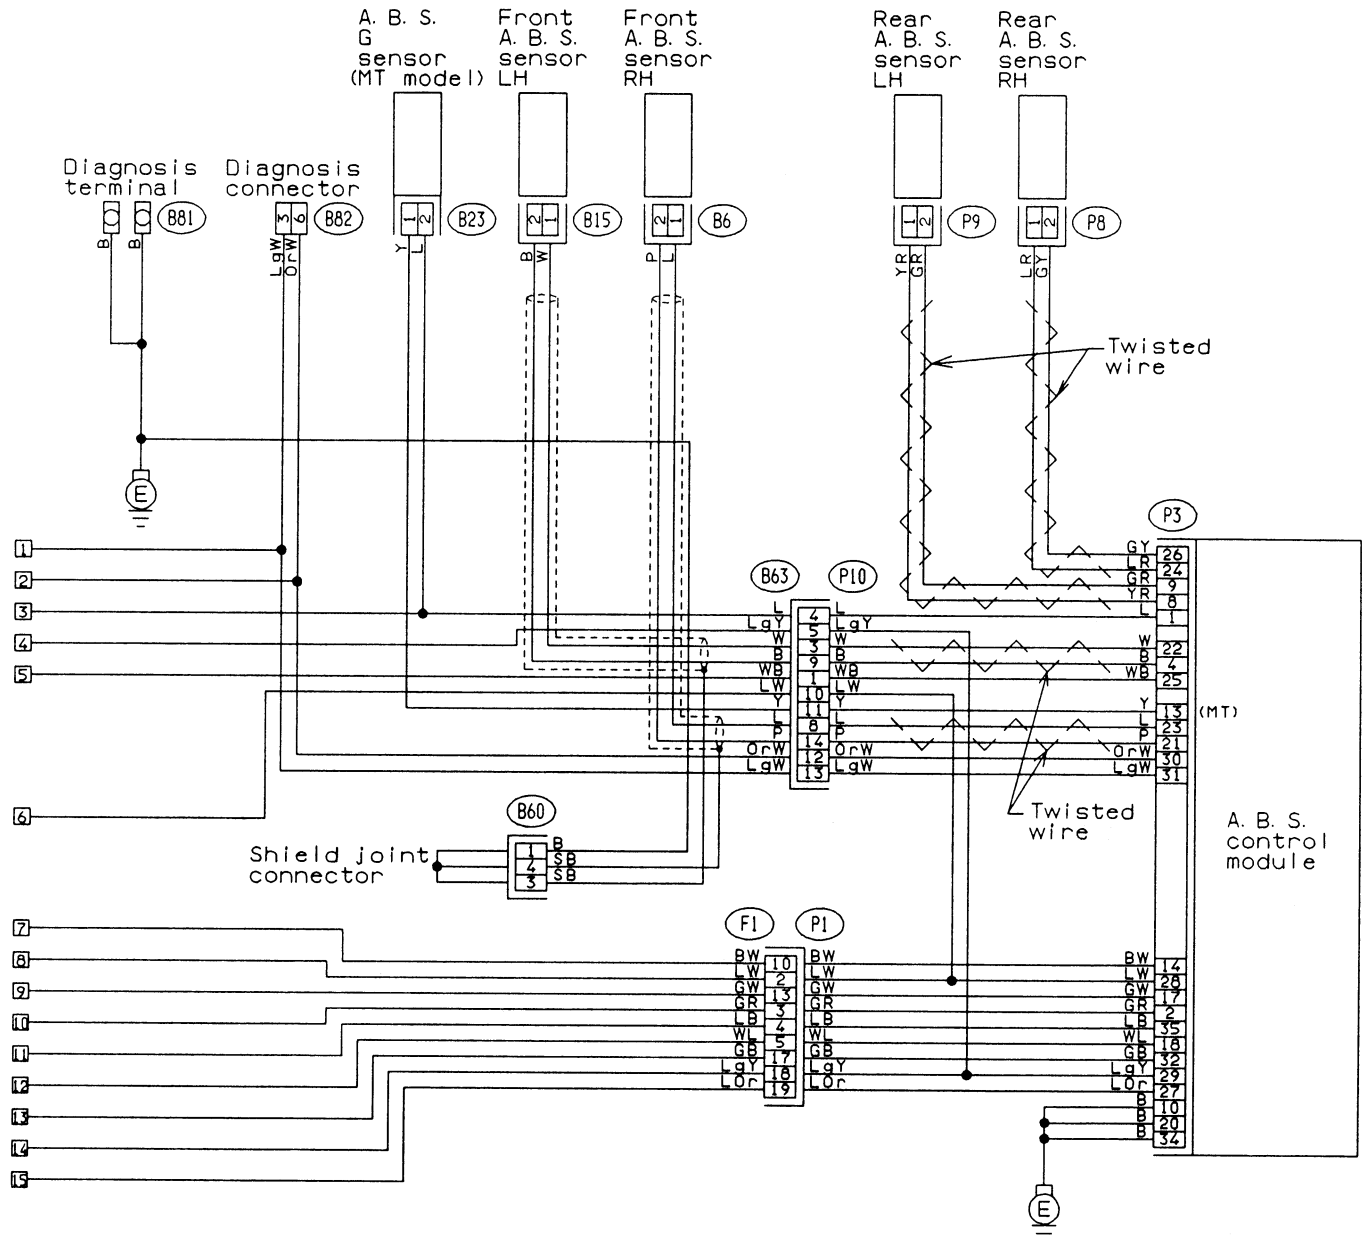 A. B. S.
G
sensor
(MT model)
Front
A. B. S.
sensor
LH
Front
A. B. S.
sensor
RH
Rear
A. B. S.
sensor
LH
Rear
A. B. S.
sensor
RH
Diagnosis
terminal
Diagnosis
connector
B81
3 6
B82
1 2
B23
2 1
B15
2 1
B6
1 2
P9
1 2
P8
B
B
LgW
OrW
Y
L
B
W
P
L
YR
GR
LR
GY
Twisted
wire
E
P3
B63
P10
1
2
3
4
5
6
L 4 L
LgY 5 LgY
W 3 W
B 9 B
WB 1 WB
LW 10 LW
Y 11 Y
L 8 L
P 14 P
OrW 12 OrW
LgW 13 LgW
GY 26
LR 24
GR 9
YR 8
L 1
W 22
B 4
WB 25
Y 13 (MT)
L 23
P 21
OrW 30
LgW 31
Twisted
wire
A. B. S.
control
module
B60
Shield joint
connector
1 B
4 SB
3 SB
F1
P1
7
8
9
10
11
12
13
14
15
BW 10 BW BW 14
LW 2 LW LW 28
GW 13 GW GW 17
GR 3 GR GR 2
LB 4 LB LB 35
WL 5 WL WL 18
GB 17 GB GB 32
LgY 18 LgY LgY 29
LOr 19 LOr LOr 27
B 10
B 20
B 34
E